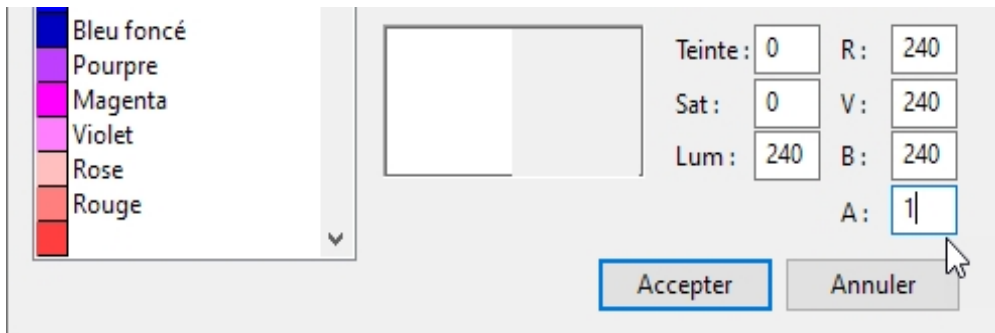 Bleu foncé
Pourpre
Magenta
Violet
Rose
Rouge
Teinte : 0 R : 240
Sat : 0 V : 240
Lum : 240 B : 240
A : 1
Accepter Annuler